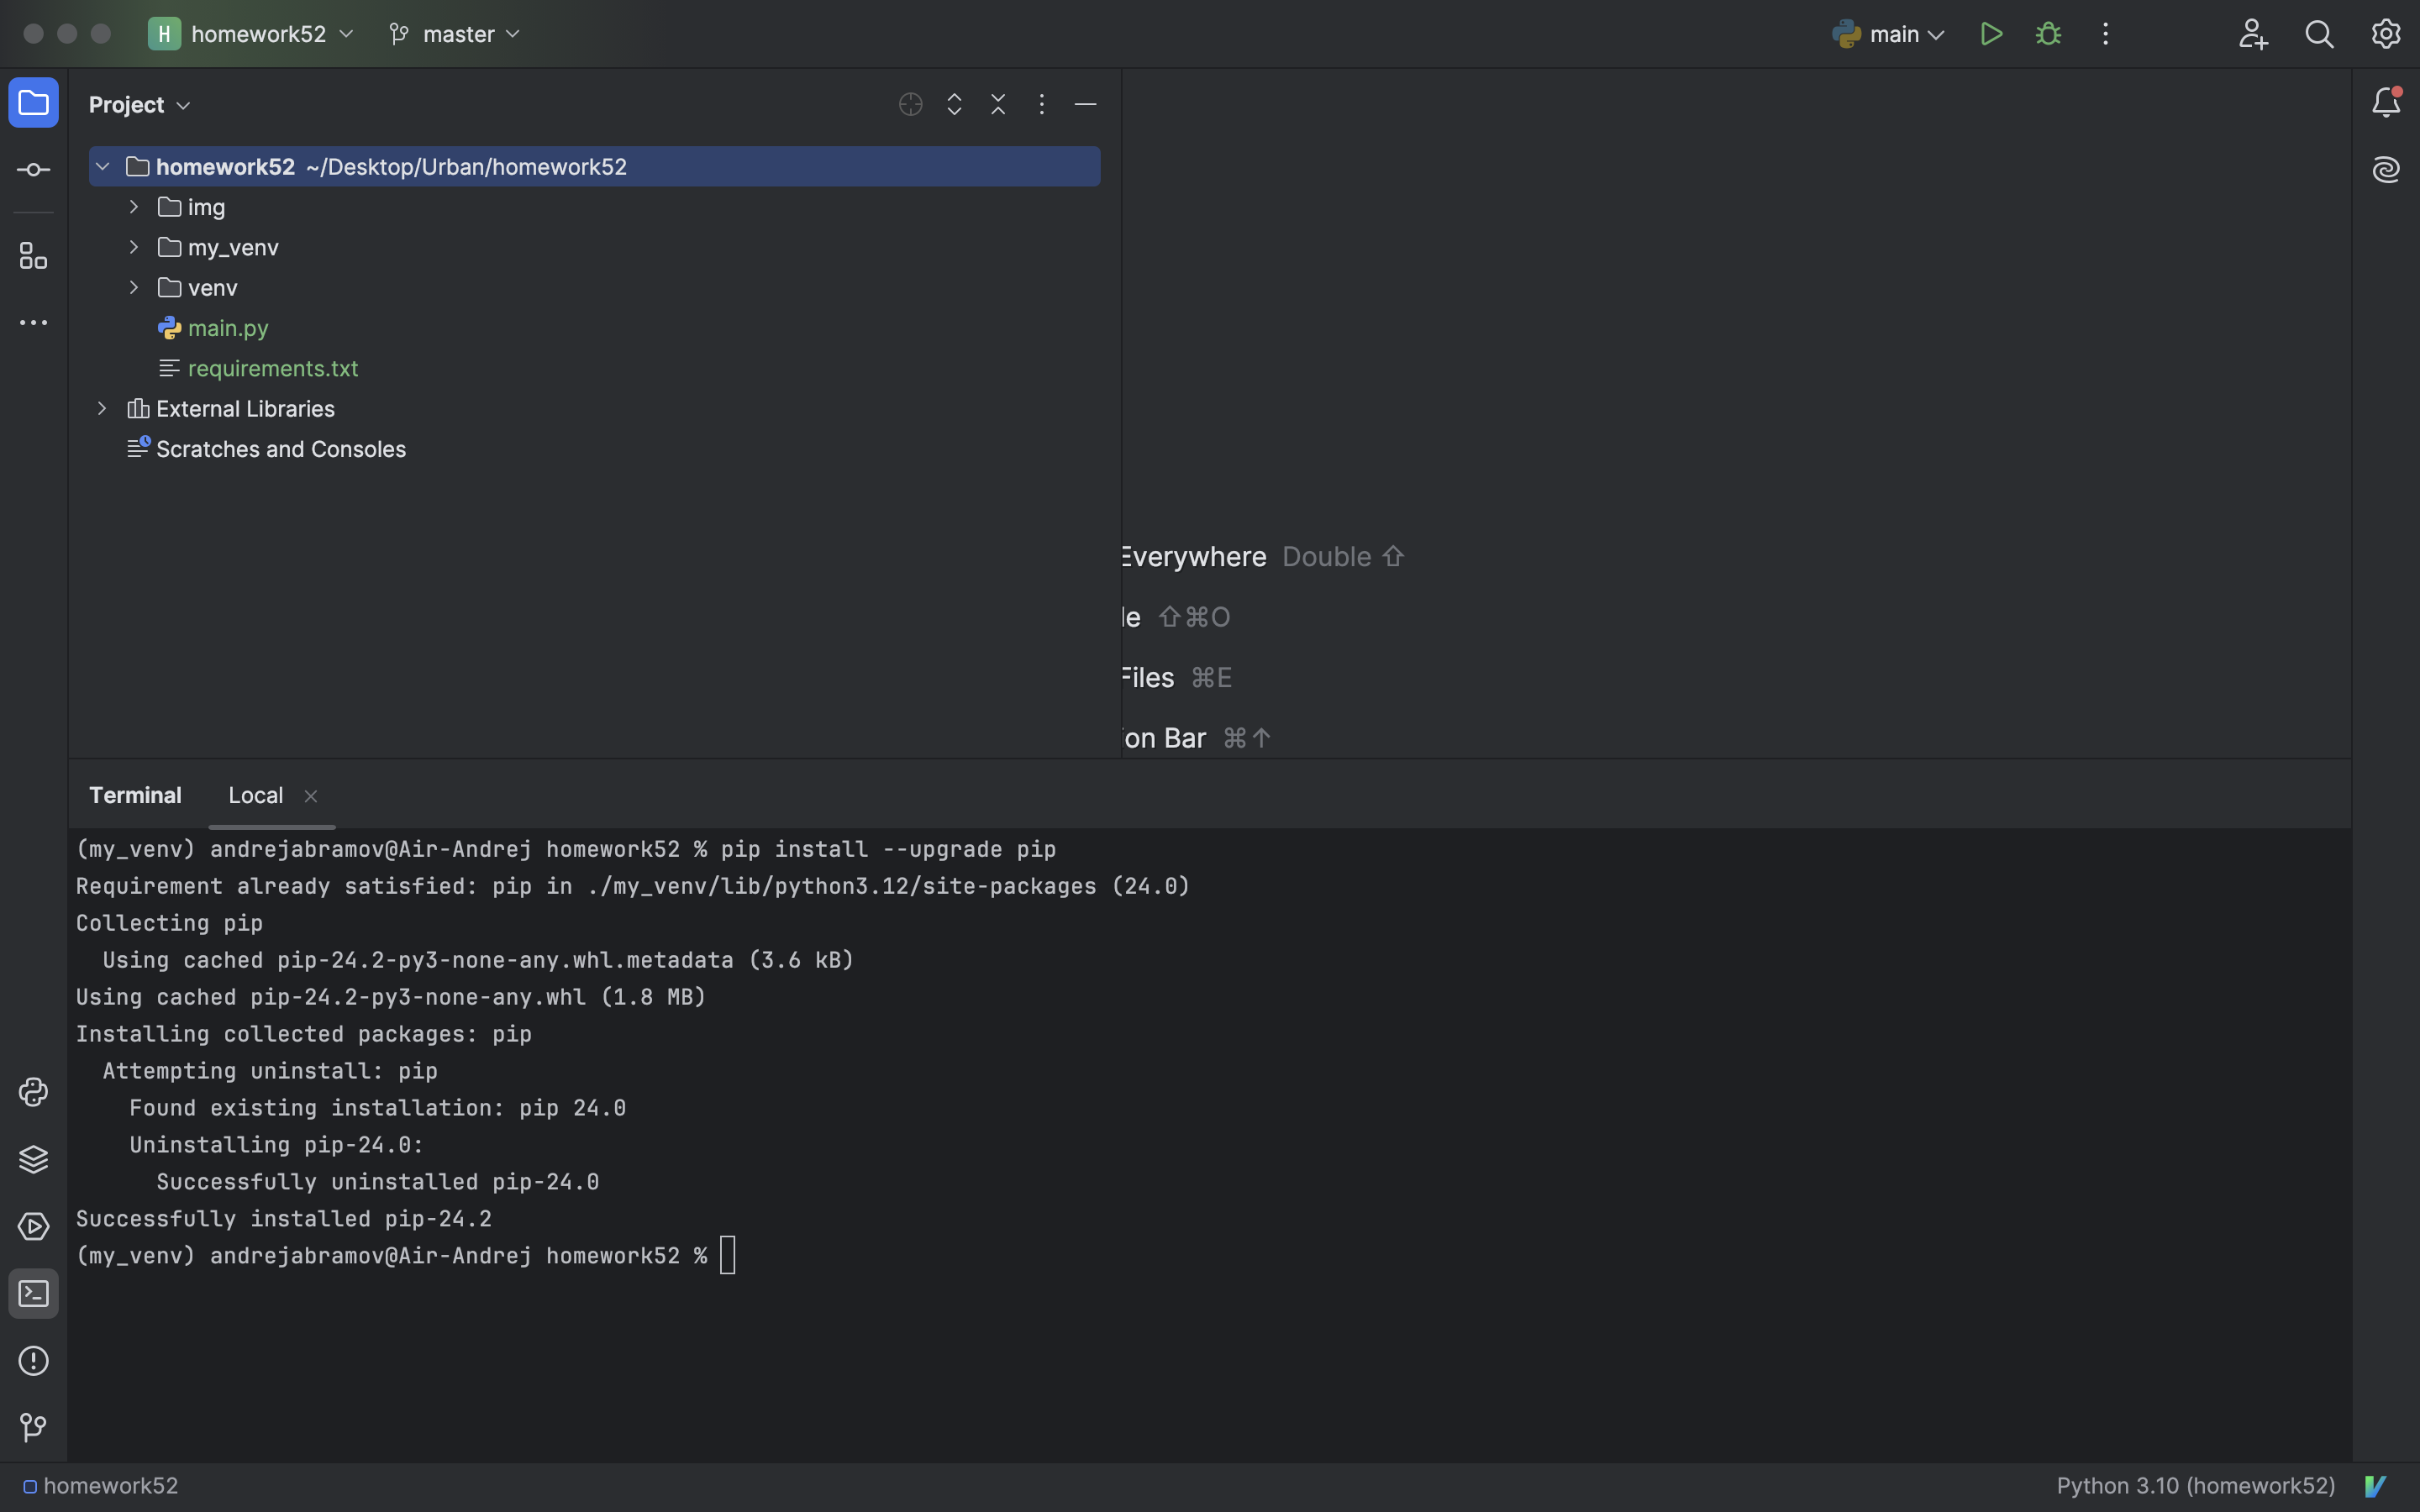 H homework52 master main
Project
homework52 ~/Desktop/Urban/homework52
img
my_venv
venv
main.py
requirements.txt
External Libraries
Scratches and Consoles
Everywhere Double ⇧
le ⇧⌘O
Files ⌘E
on Bar ⌘↑
Terminal Local
(my_venv) andrejabramov@Air-Andrej homework52 % pip install --upgrade pip
Requirement already satisfied: pip in ./my_venv/lib/python3.12/site-packages (24.0)
Collecting pip
  Using cached pip-24.2-py3-none-any.whl.metadata (3.6 kB)
Using cached pip-24.2-py3-none-any.whl (1.8 MB)
Installing collected packages: pip
  Attempting uninstall: pip
    Found existing installation: pip 24.0
    Uninstalling pip-24.0:
      Successfully uninstalled pip-24.0
Successfully installed pip-24.2
(my_venv) andrejabramov@Air-Andrej homework52 %
homework52 Python 3.10 (homework52)